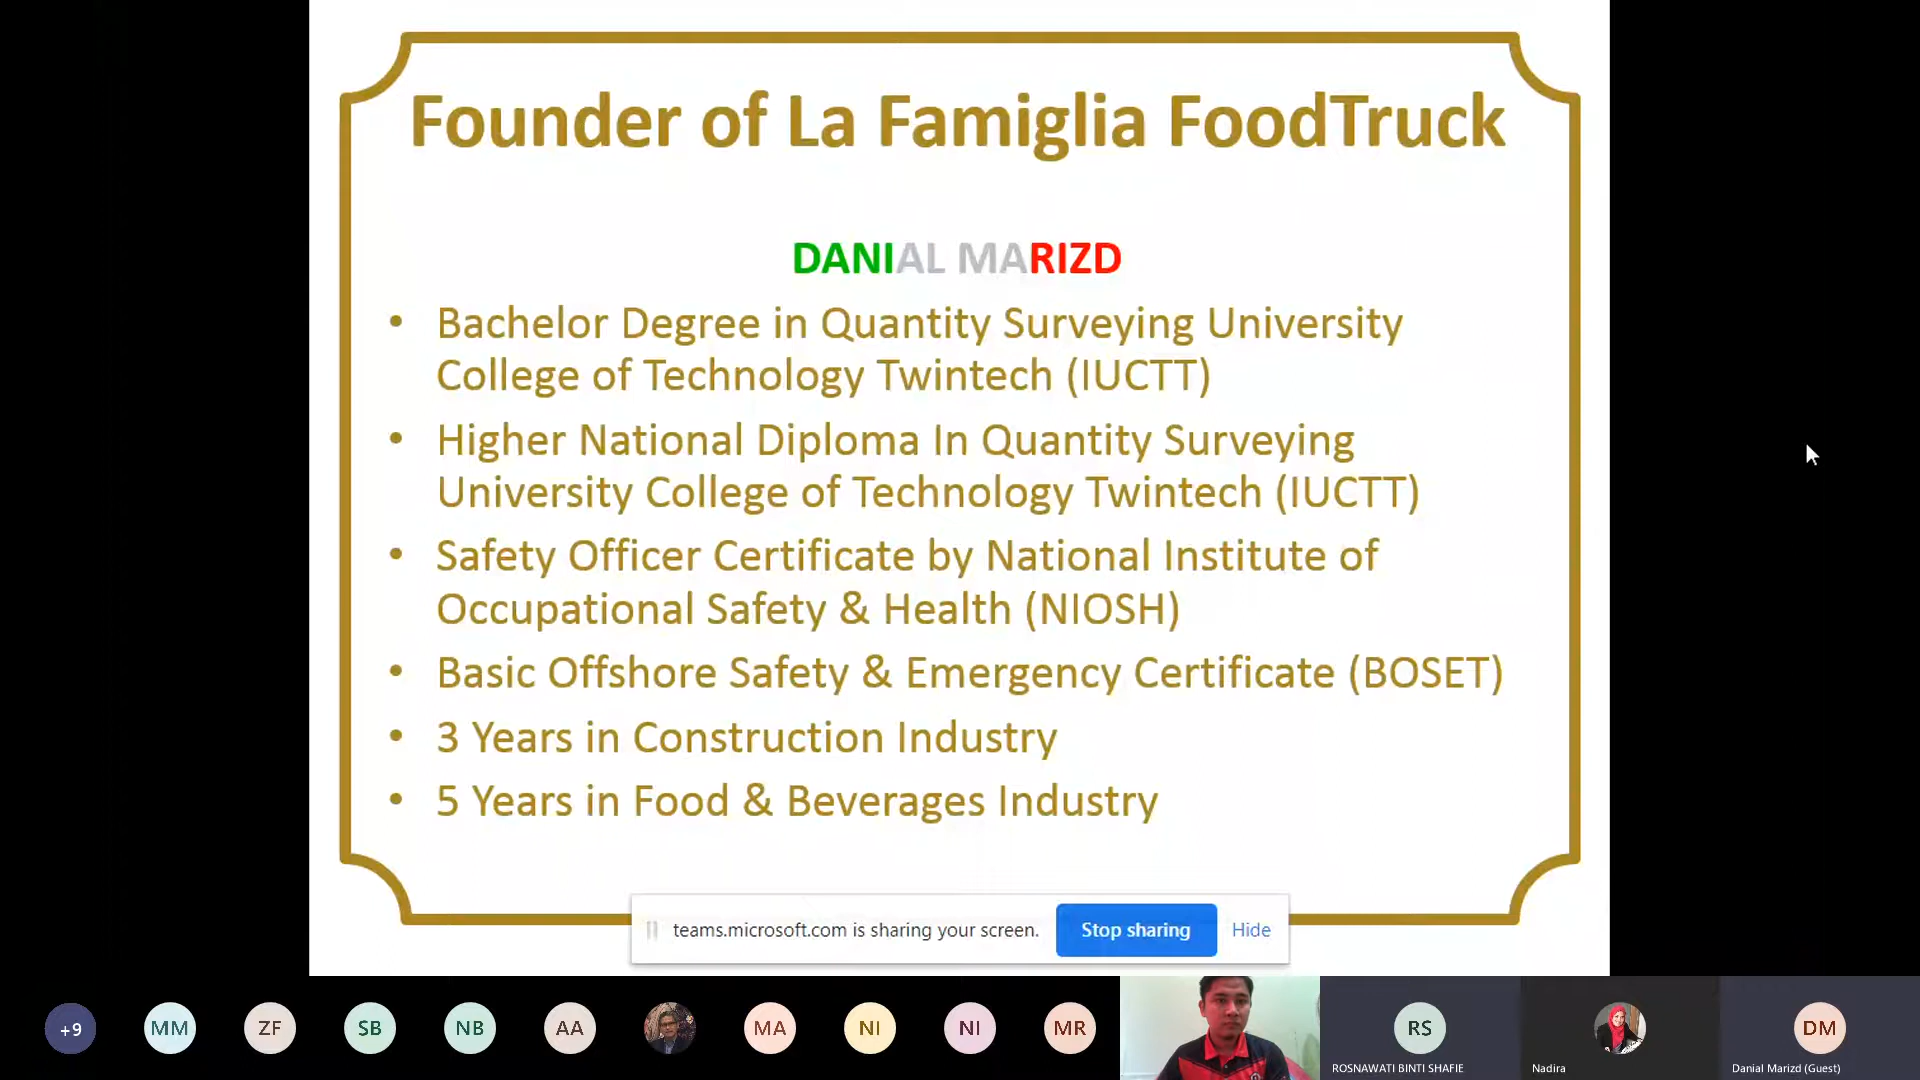 Founder of La Famiglia FoodTruck
DANIAL MARIZD
• Bachelor Degree in Quantity Surveying University
College of Technology Twintech (IUCTT)
• Higher National Diploma In Quantity Surveying
University College of Technology Twintech (IUCTT)
• Safety Officer Certificate by National Institute of
Occupational Safety & Health (NIOSH)
• Basic Offshore Safety & Emergency Certificate (BOSET)
• 3 Years in Construction Industry
• 5 Years in Food & Beverages Industry
teams.microsoft.com is sharing your screen. Stop sharing Hide
+9 MM ZF SB NB AA MA NI NI MR RS DM
ROSNAWATI BINTI SHAFIE Nadira Danial Marizd (Guest)